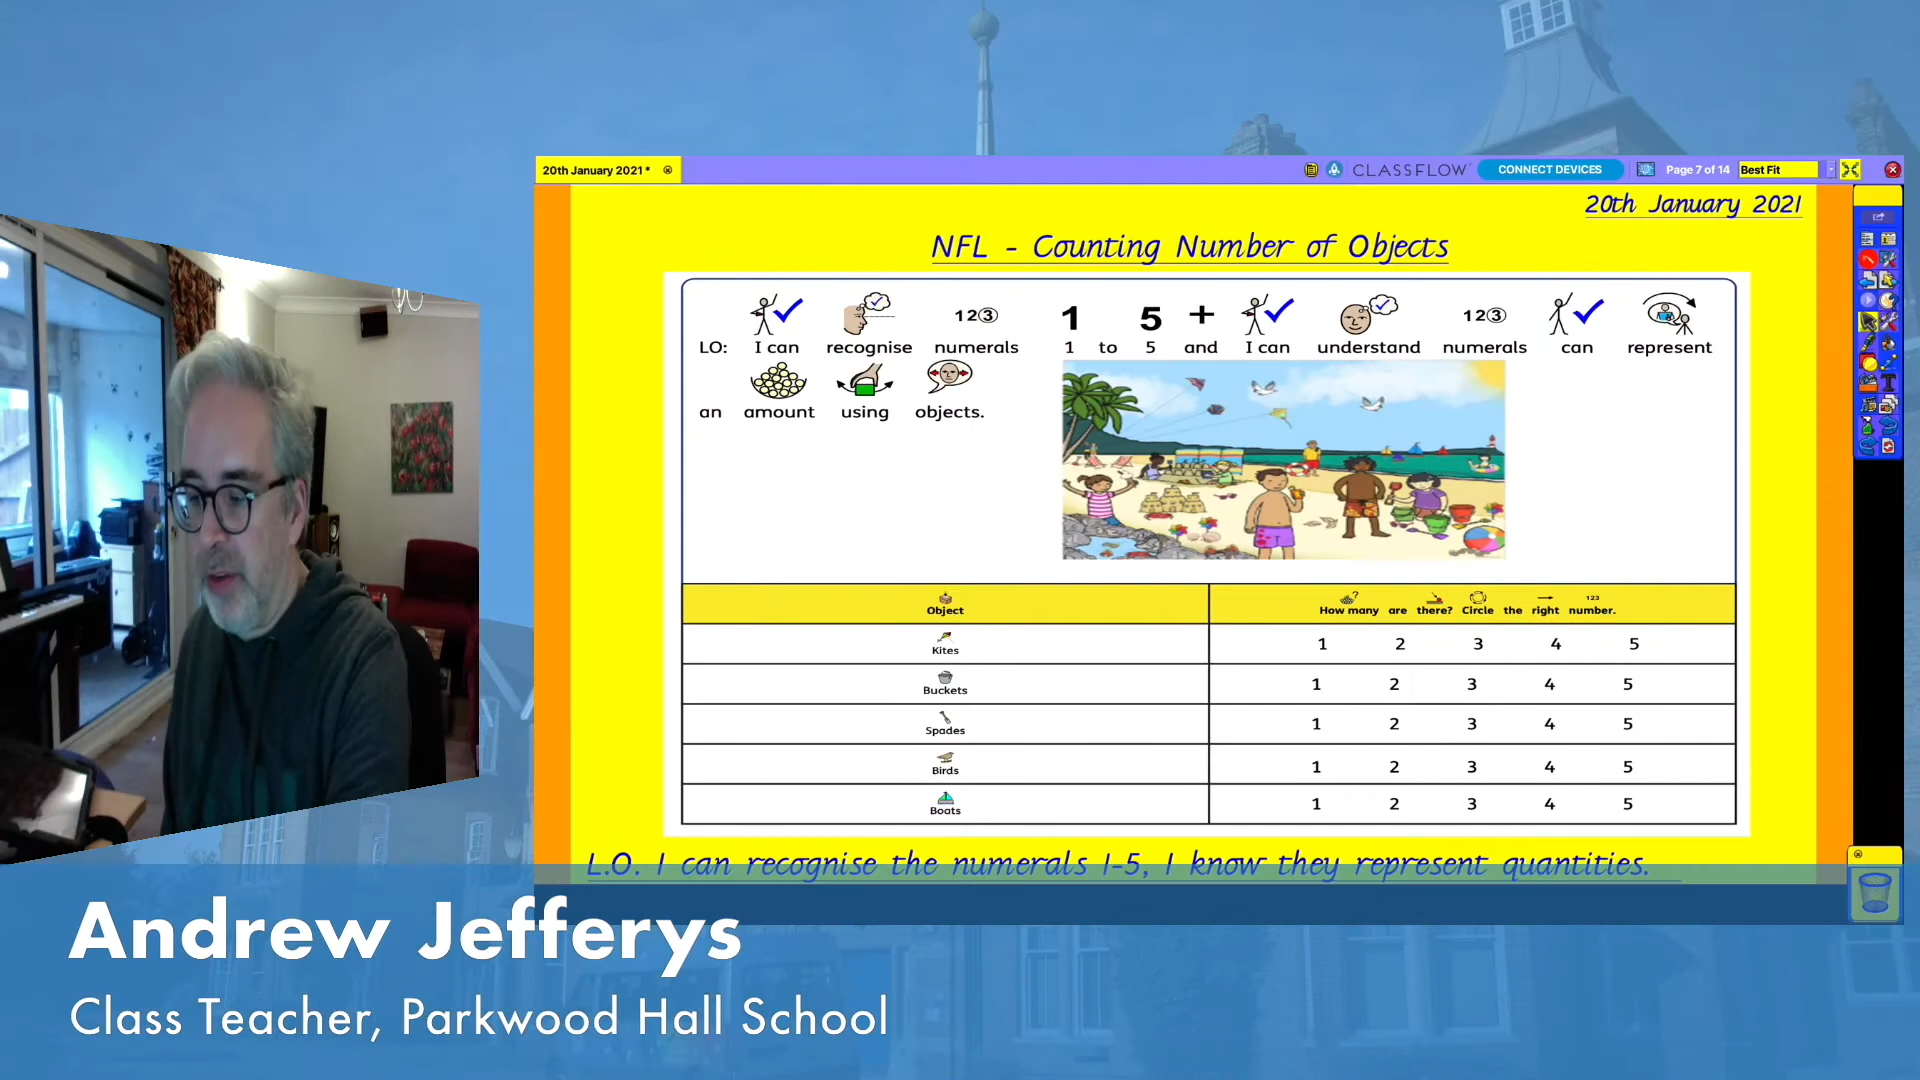 20th January 2021 *
CLASSFLOW
CONNECT DEVICES
Page 7 of 14
Best Fit
20th January 2021
NFL - Counting Number of Objects
1 2 3 1 5 + 1 2 3
LO: I can recognise numerals 1 to 5 and I can understand numerals can represent
an amount using objects.
Object
How many are there? Circle the right number.
123
Kites 1 2 3 4 5
Buckets 1 2 3 4 5
Spades 1 2 3 4 5
Birds 1 2 3 4 5
Boats 1 2 3 4 5
L.O. I can recognise the numerals 1-5, I know they represent quantities.
Andrew Jefferys
Class Teacher, Parkwood Hall School